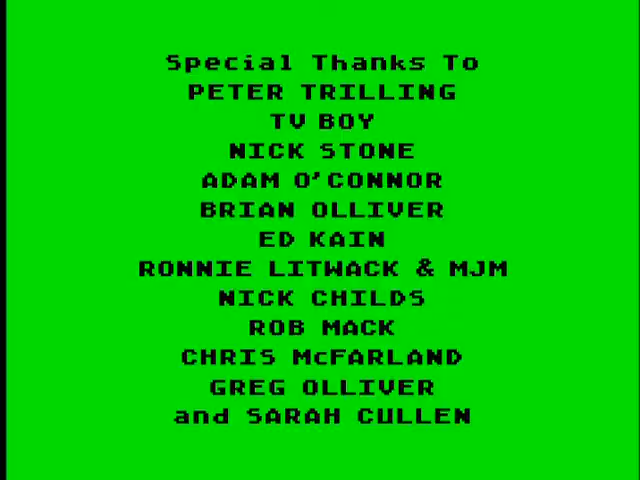 Special Thanks To
PETER TRILLING
TV BOY
NICK STONE
ADAM O'CONNOR
BRIAN OLLIVER
ED KAIN
RONNIE LITWACK & MJM
NICK CHILDS
ROB MACK
CHRIS McFARLAND
GREG OLLIVER
and SARAH CULLEN